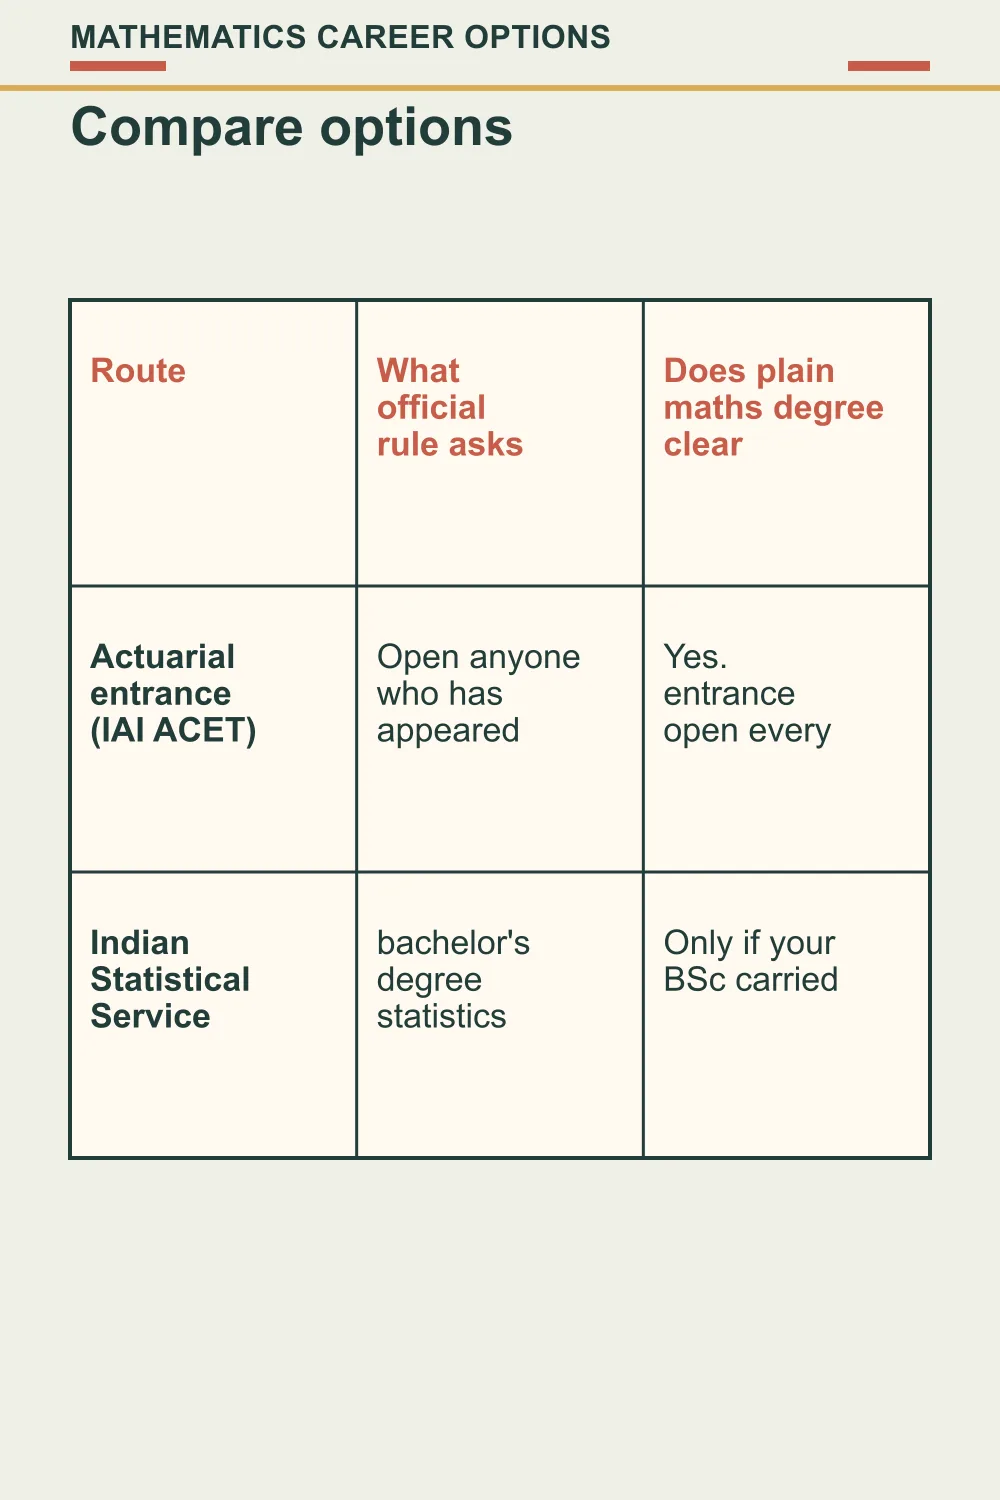 MATHEMATICS CAREER OPTIONS
Compare options
Route
What
official
rule asks
Does plain
maths degree
clear
Actuarial
entrance
(IAI ACET)
Open anyone
who has
appeared
Yes.
entrance
open every
Indian
Statistical
Service
bachelor's
degree
statistics
Only if your
BSc carried